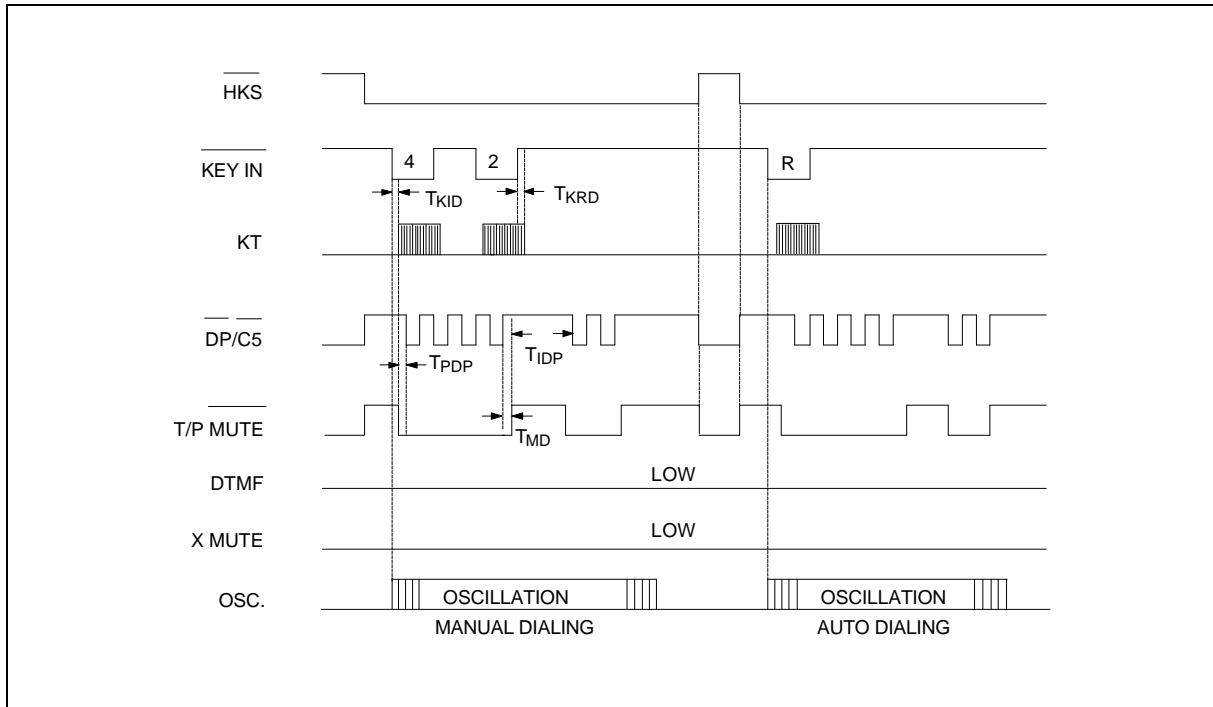 HKS
KEY IN
4
2
R
TKID
TKRD
KT
DP/C5
TPDP
TIDP
T/P MUTE
TMD
DTMF
LOW
X MUTE
LOW
OSC.
OSCILLATION
OSCILLATION
MANUAL DIALING
AUTO DIALING